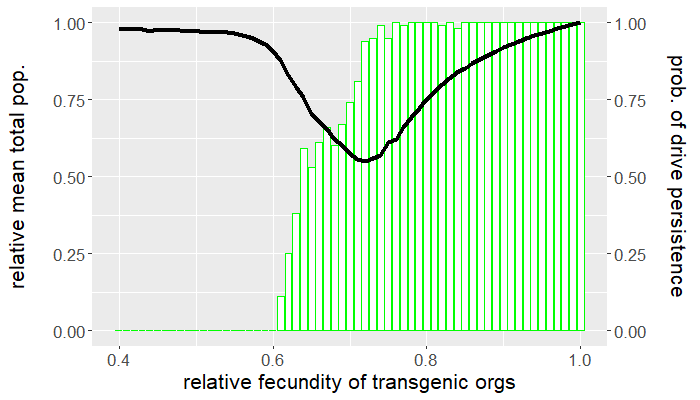 1.00
0.75
0.50
0.25
0.00
relative mean total pop.
1.00
0.75
0.50
0.25
0.00
prob. of drive persistence
0.4 0.6 0.8 1.0
relative fecundity of transgenic orgs